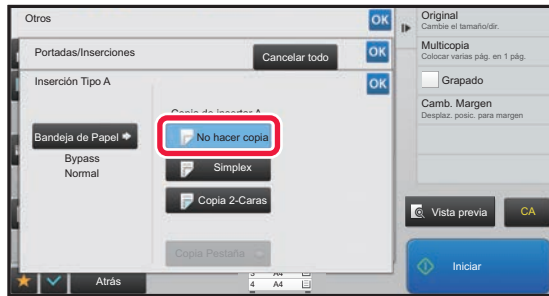 Otros
OK
Portadas/Inserciones
Cancelar todo
OK
Inserción Tipo A
OK
Copia de insertar A
Bandeja de Papel
Bypass
Normal
No hacer copia
Simplex
Copia 2-Caras
Copia Pestaña
Atrás
3 A4
4 A4
Original
Cambie el tamaño/dir.
Multicopia
Colocar varias pág. en 1 pág.
Grapado
Camb. Margen
Desplaz. posic. para margen
Vista previa
CA
Iniciar